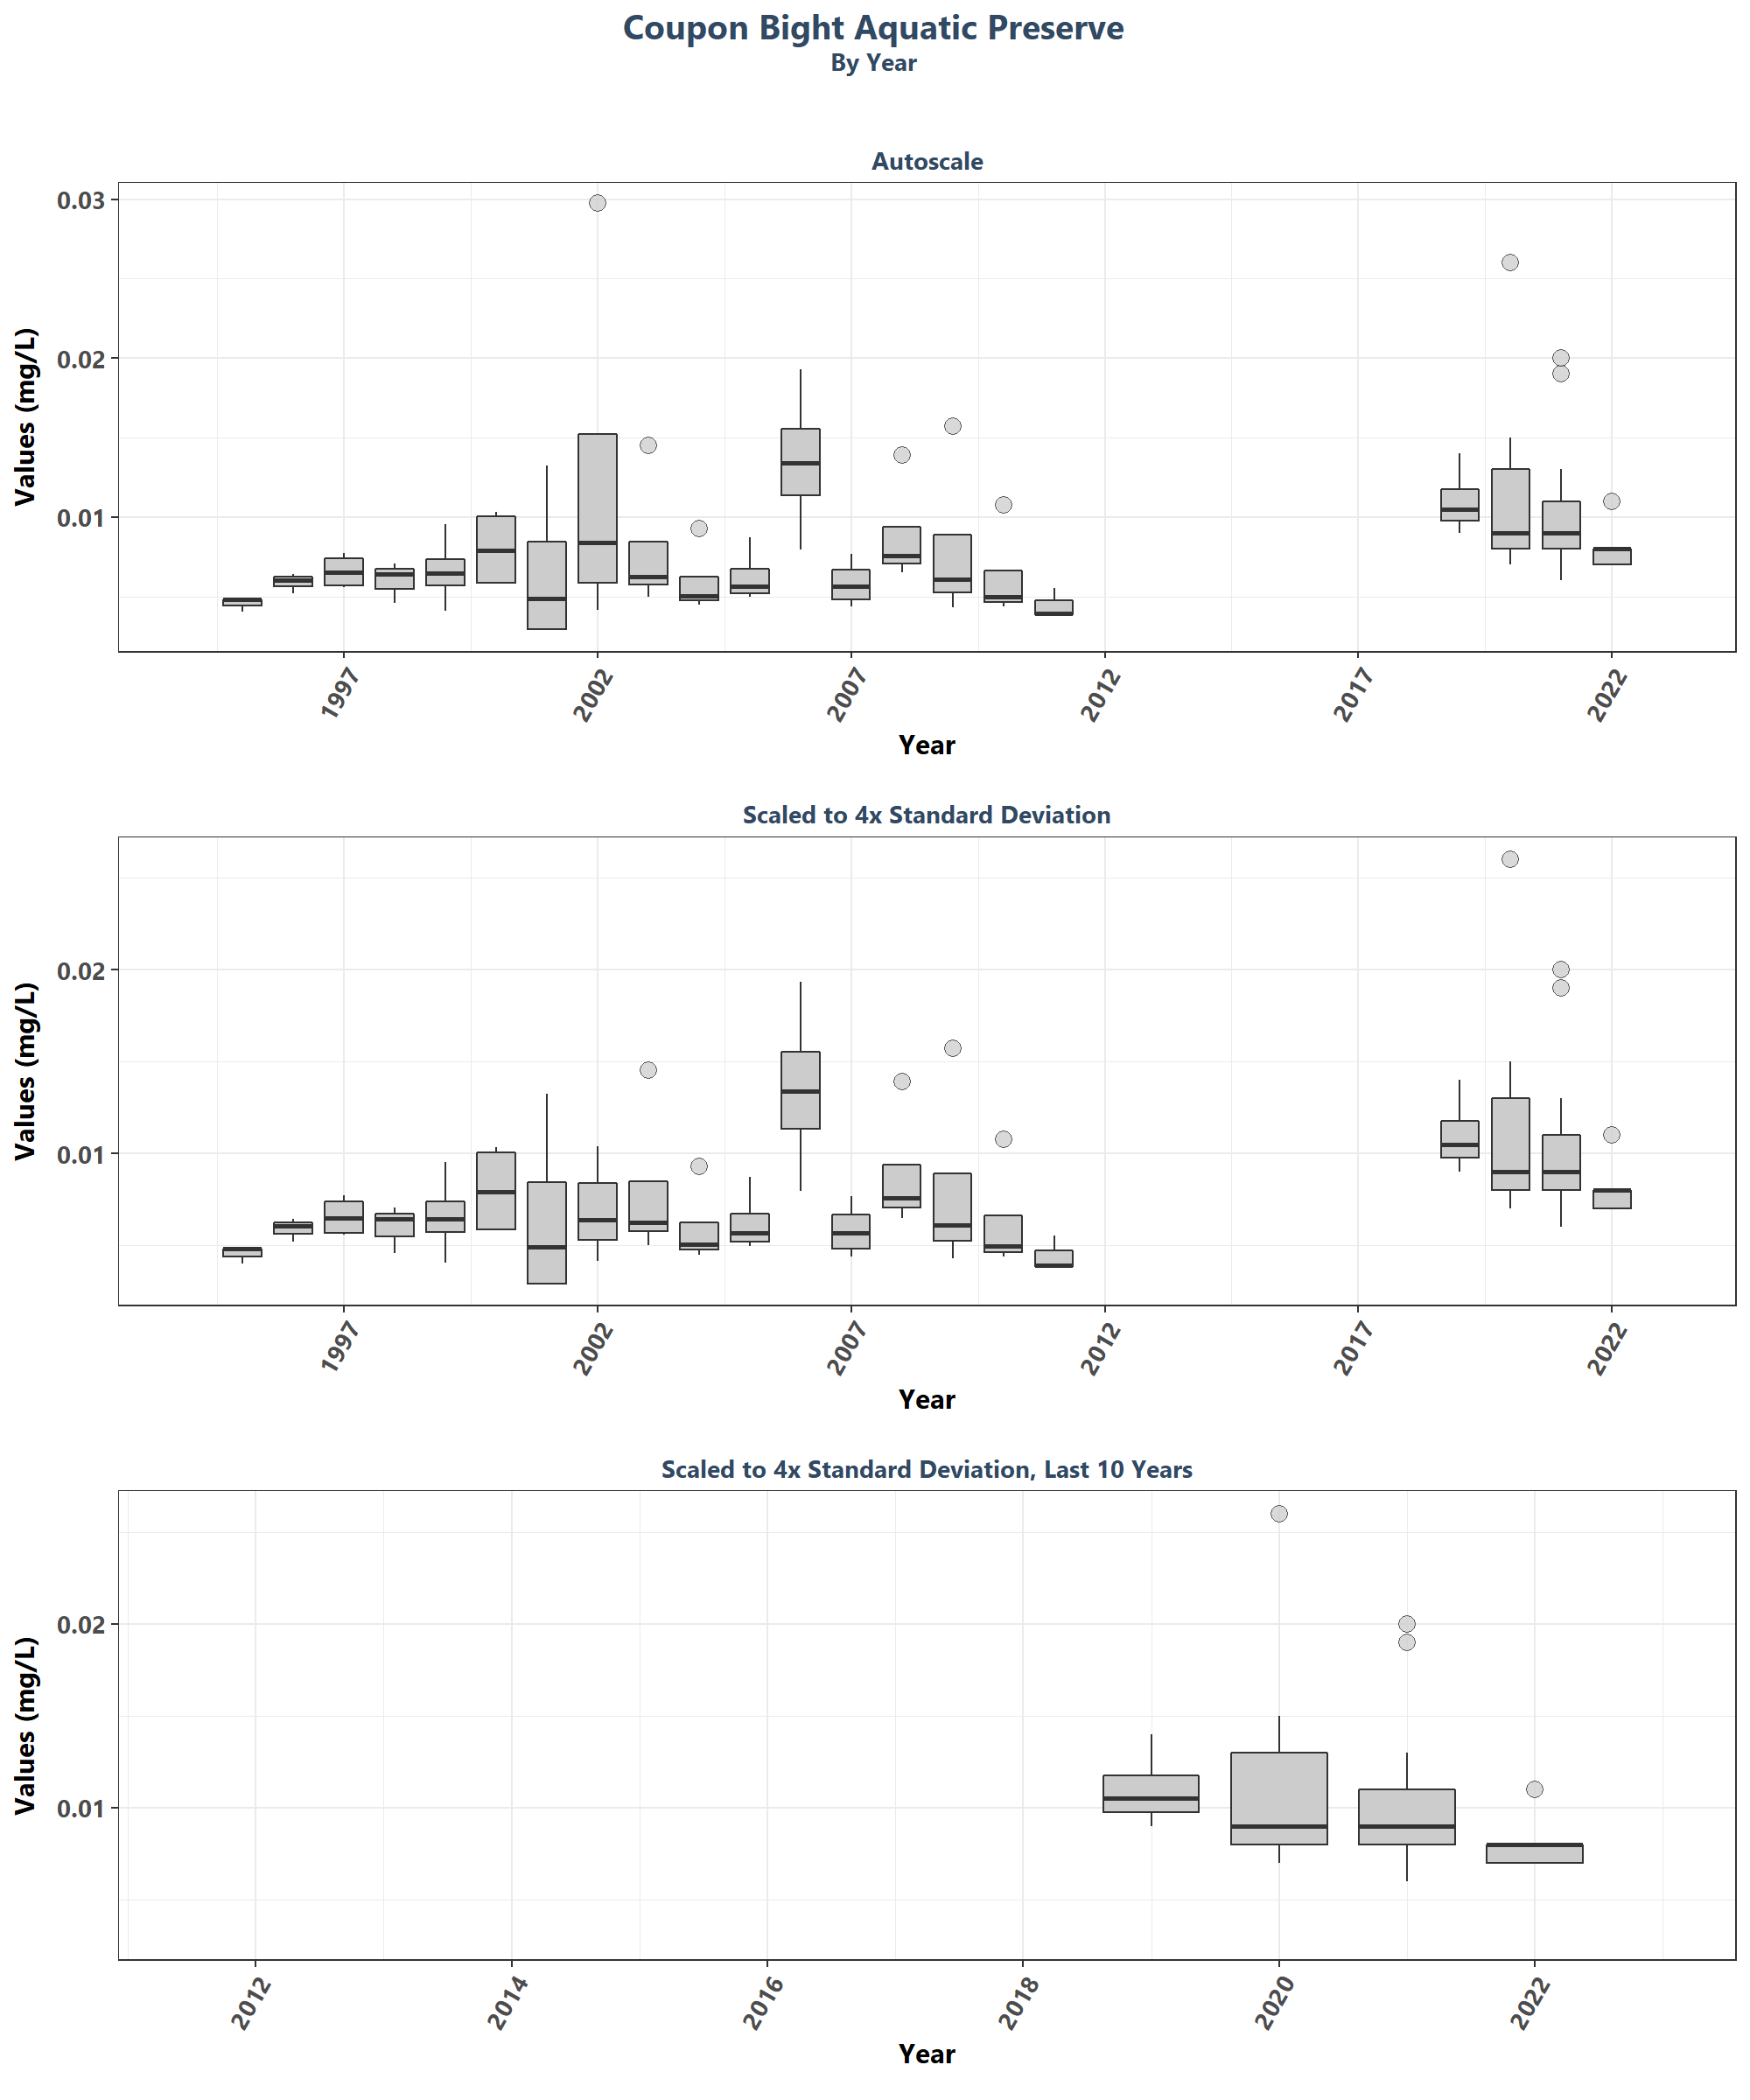 Coupon Bight Aquatic Preserve
By Year
Autoscale
0.03
0.02
0.01
Values (mg/L)
1997 2002 2007 2012 2017 2022
Year
Scaled to 4x Standard Deviation
0.02
0.01
Values (mg/L)
1997 2002 2007 2012 2017 2022
Year
Scaled to 4x Standard Deviation, Last 10 Years
0.02
0.01
Values (mg/L)
2012 2014 2016 2018 2020 2022
Year